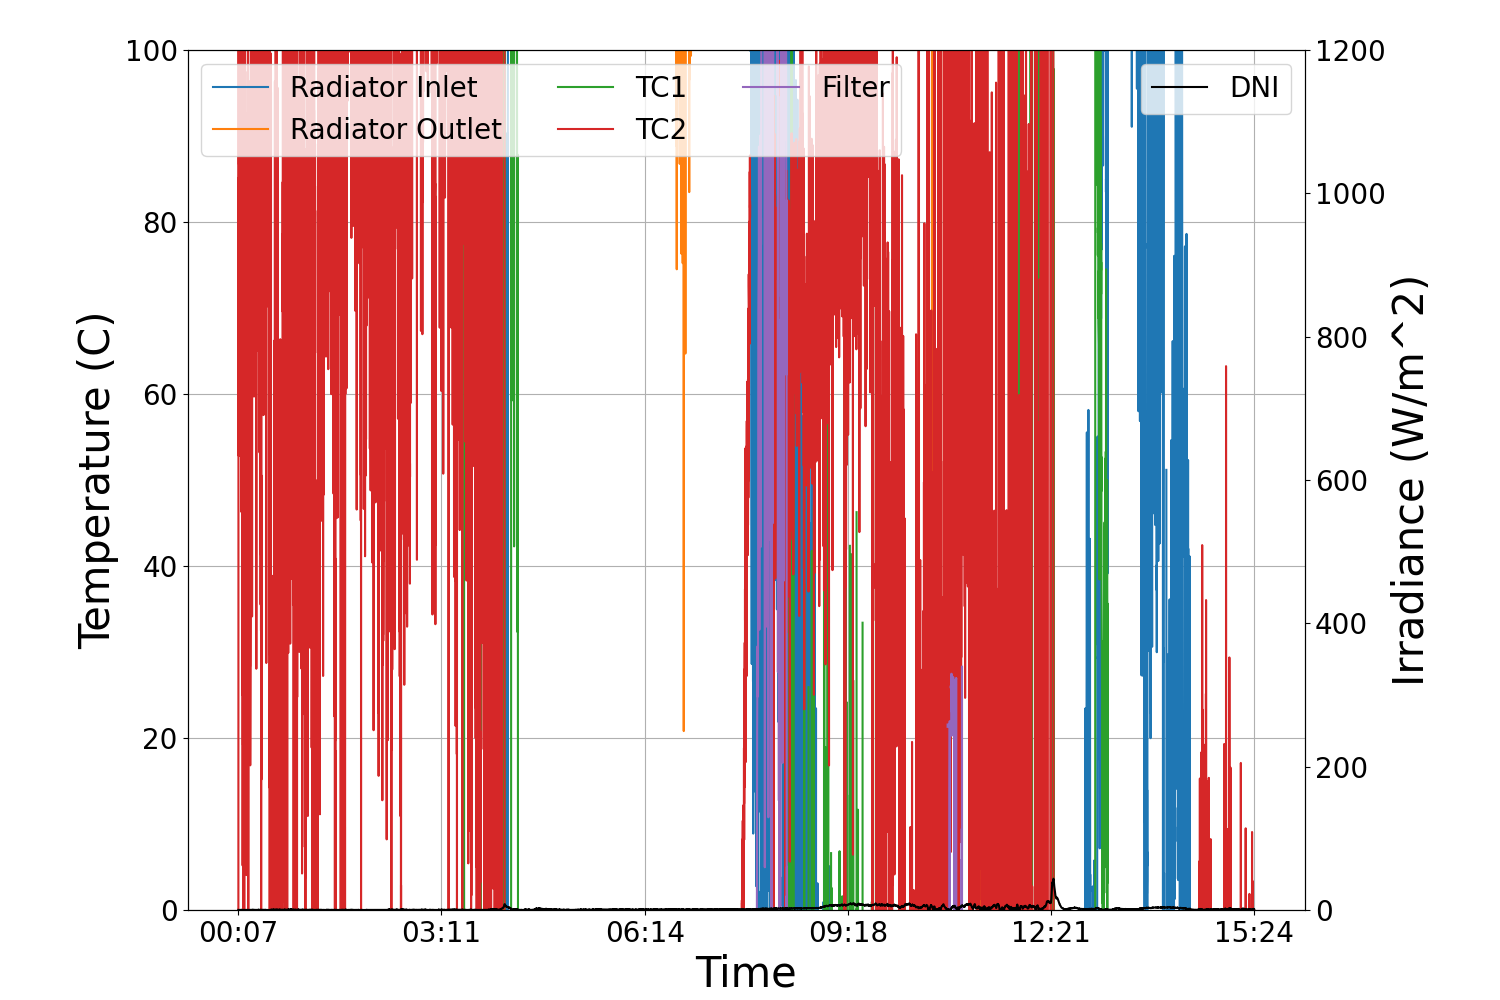 100
80
60
40
20
0
Temperature (C)
Radiator Inlet
Radiator Outlet
TC1
TC2
Filter
DNI
1200
1000
800
600
400
200
0
Irradiance (W/m^2)
00:07 03:11 06:14 09:18 12:21 15:24
Time